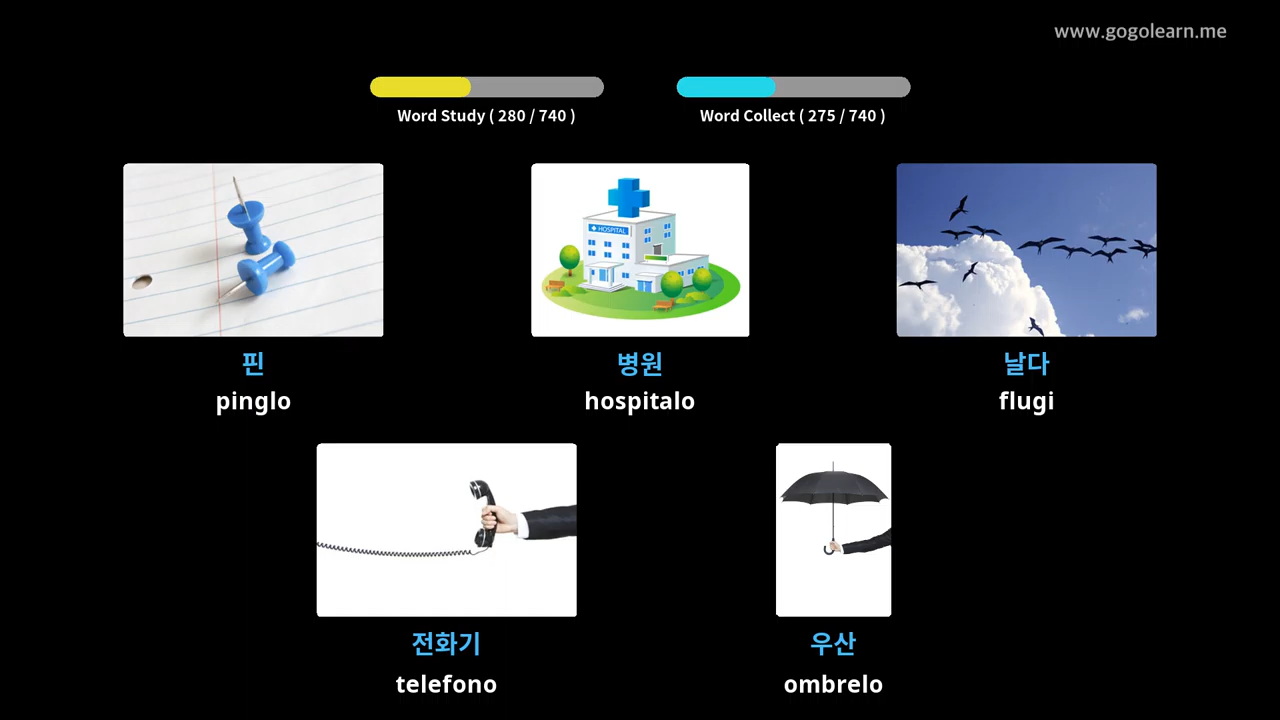 www.gogolearn.me
Word Study ( 280 / 740 )
Word Collect ( 275 / 740 )
HOSPITAL
핀
pinglo
병원
hospitalo
날다
flugi
전화기
telefono
우산
ombrelo